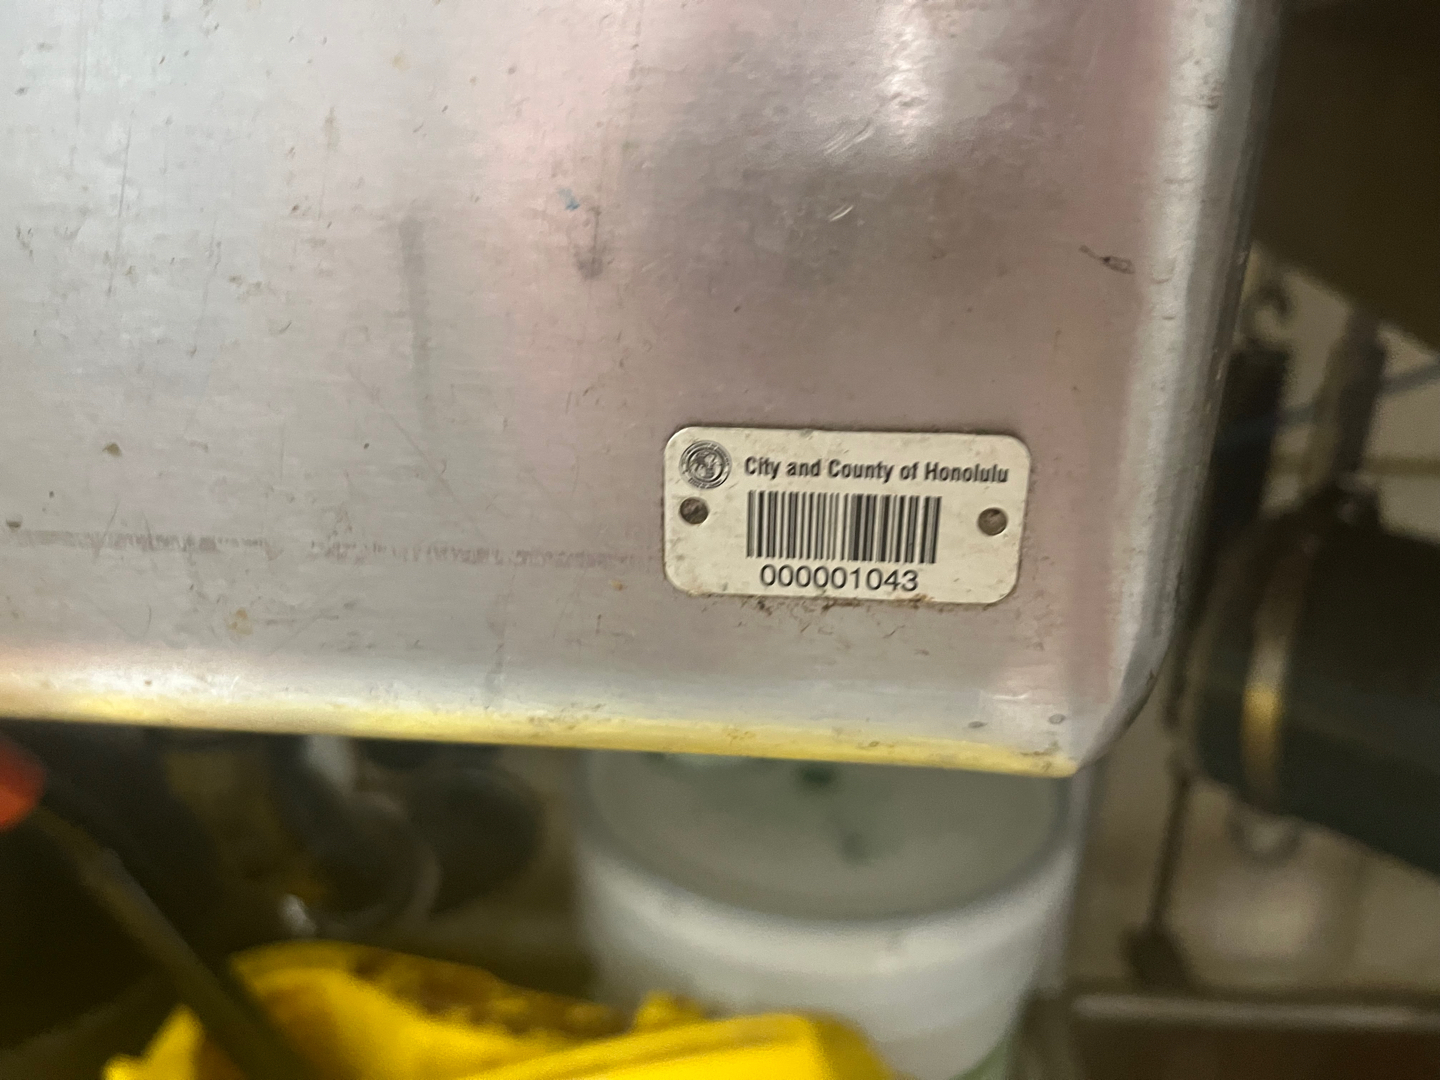 City and County of Honolulu
000001043